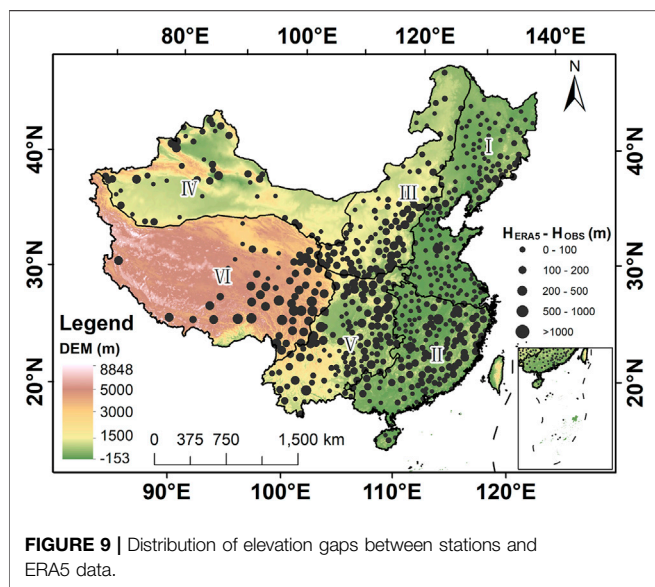 80°E 100°E 120°E 140°E
N
40°N 40°N
I
III
IV
H_ERA5 - H_OBS (m)
0 - 100
100 - 200
200 - 500
500 - 1000
>1000
30°N 30°N
VI
Legend
DEM (m)
8848
5000
3000
1500
-153
V
II
20°N 20°N
0 375 750 1,500 km
90°E 100°E 110°E 120°E
FIGURE 9 | Distribution of elevation gaps between stations and
ERA5 data.